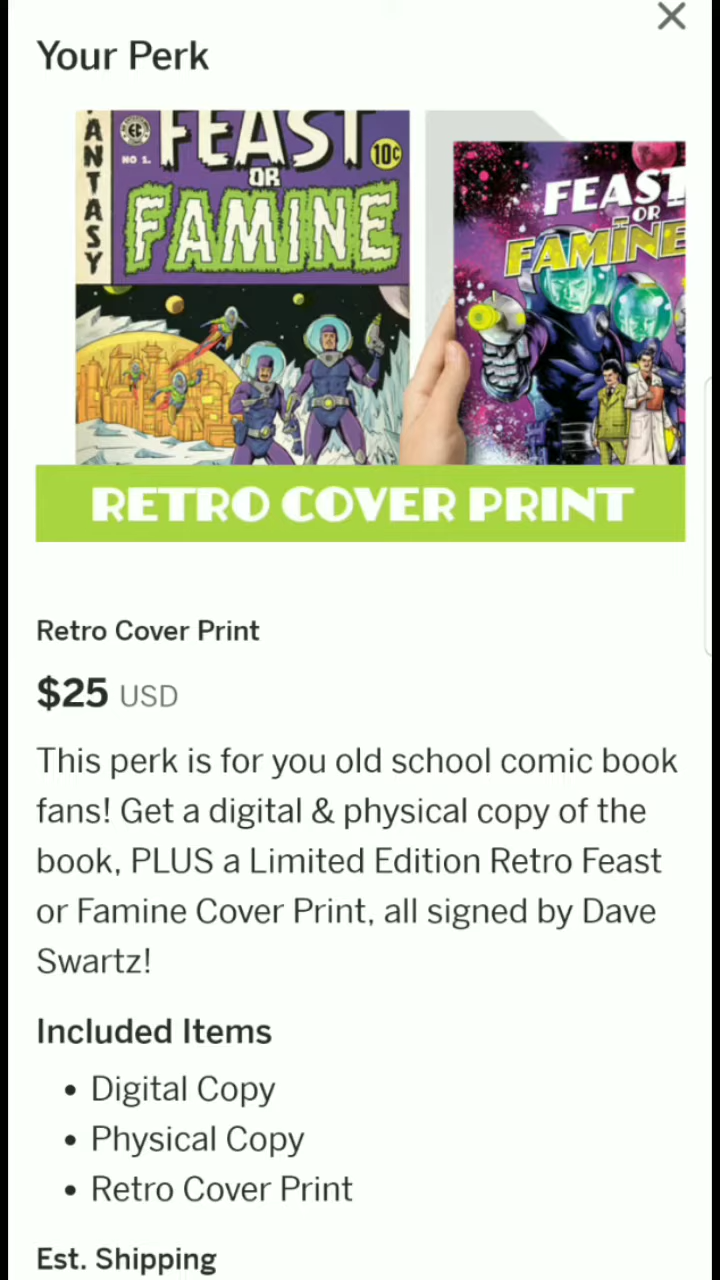 Your Perk
ANTASY
EC
NO 1.
FEAST
10¢
OR
FAMINE
FEAST
OR
FAMINE
RETRO COVER PRINT
Retro Cover Print
$25 USD
This perk is for you old school comic book
fans! Get a digital & physical copy of the
book, PLUS a Limited Edition Retro Feast
or Famine Cover Print, all signed by Dave
Swartz!
Included Items
• Digital Copy
• Physical Copy
• Retro Cover Print
Est. Shipping